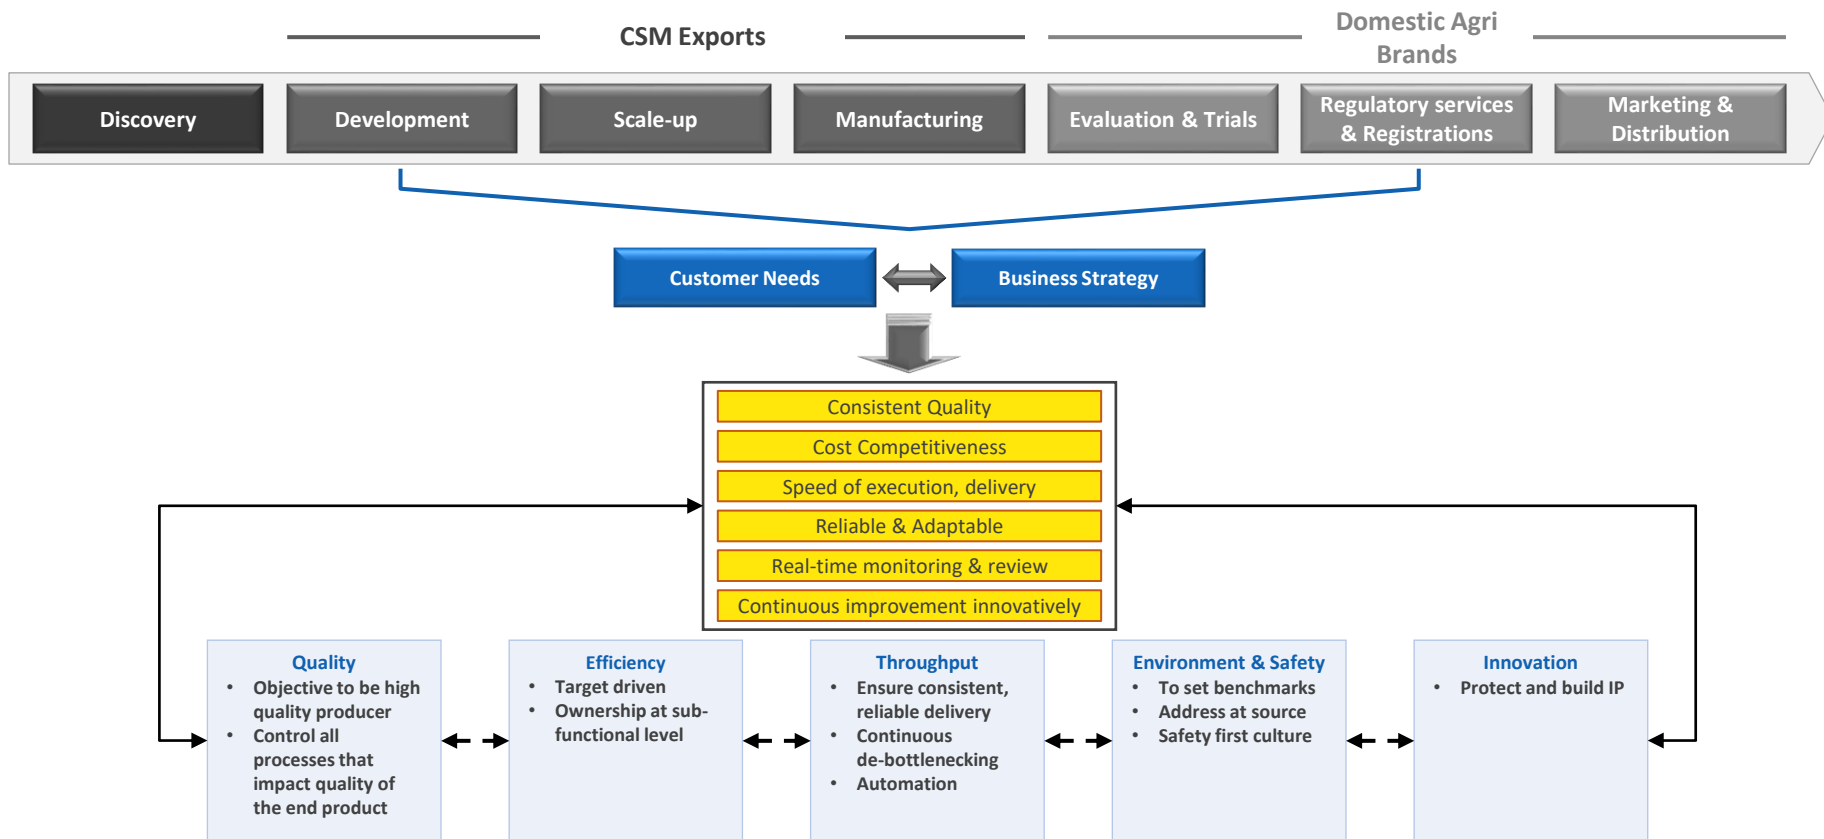 CSM Exports
Domestic Agri
Brands
Discovery
Development
Scale-up
Manufacturing
Evaluation & Trials
Regulatory services
& Registrations
Marketing &
Distribution
Customer Needs
Business Strategy
Consistent Quality
Cost Competitiveness
Speed of execution, delivery
Reliable & Adaptable
Real-time monitoring & review
Continuous improvement innovatively
Quality
• Objective to be high
quality producer
• Control all
processes that
impact quality of
the end product
Efficiency
• Target driven
• Ownership at sub-
functional level
Throughput
• Ensure consistent,
reliable delivery
• Continuous
de-bottlenecking
• Automation
Environment & Safety
• To set benchmarks
• Address at source
• Safety first culture
Innovation
• Protect and build IP